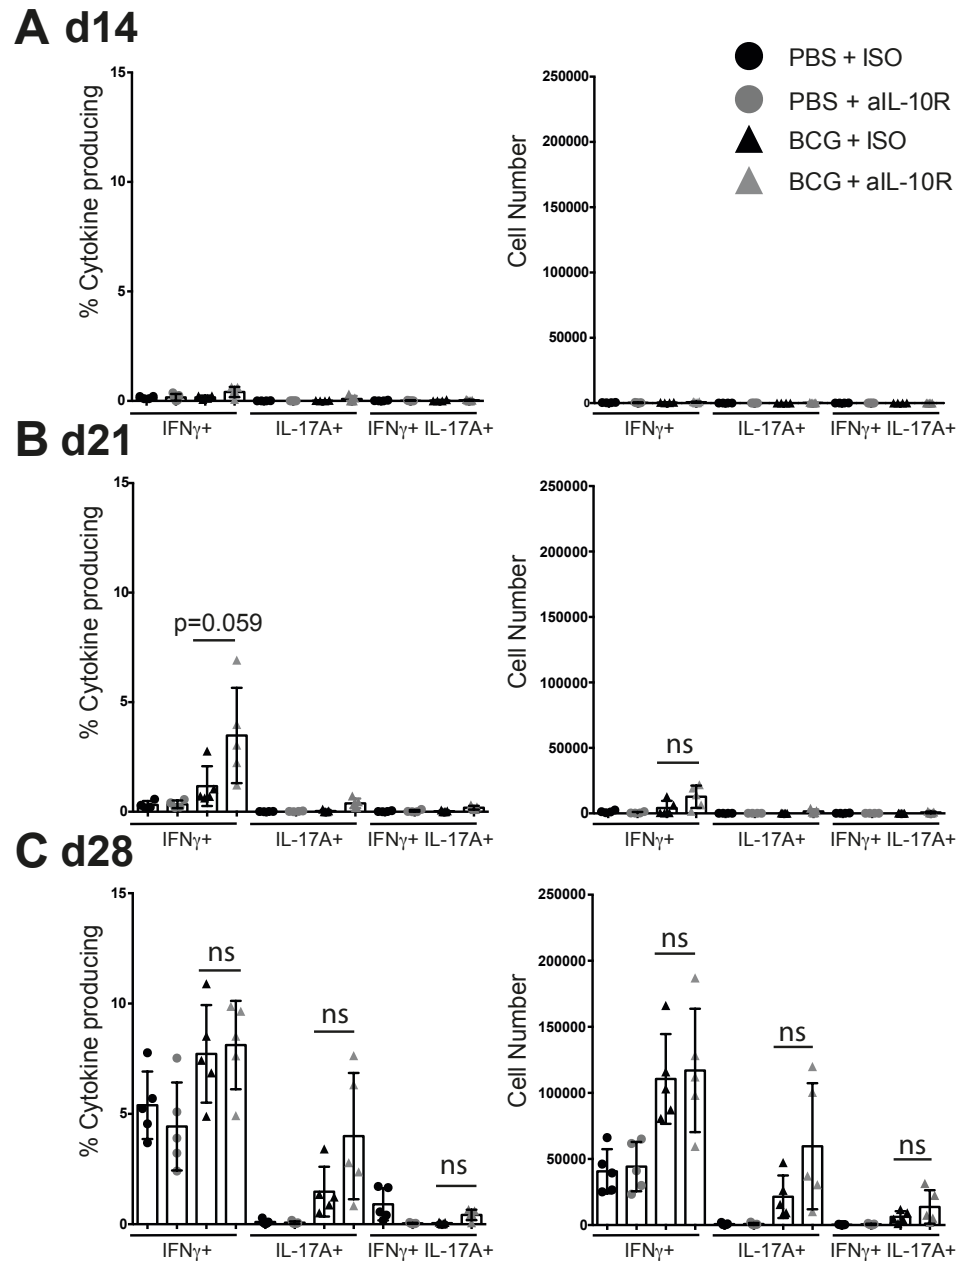 A d14
% Cytokine producing
15
10
5
0
IFNγ+ IL-17A+ IFNγ+ IL-17A+
Cell Number
250000
200000
150000
100000
50000
0
IFNγ+ IL-17A+ IFNγ+ IL-17A+
PBS + ISO
PBS + aIL-10R
BCG + ISO
BCG + aIL-10R
B d21
% Cytokine producing
15
10
5
0
p=0.059
IFNγ+ IL-17A+ IFNγ+ IL-17A+
Cell Number
250000
200000
150000
100000
50000
0
ns
IFNγ+ IL-17A+ IFNγ+ IL-17A+
C d28
% Cytokine producing
15
10
5
0
ns
ns
ns
IFNγ+ IL-17A+ IFNγ+ IL-17A+
Cell Number
250000
200000
150000
100000
50000
0
ns
ns
ns
IFNγ+ IL-17A+ IFNγ+ IL-17A+